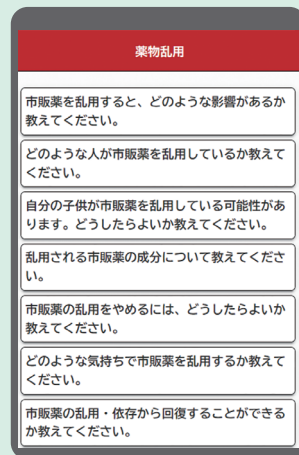 薬物乱用
市販薬を乱用すると、どのような影響があるか
教えてください。
どのような人が市販薬を乱用しているか教えて
ください。
自分の子供が市販薬を乱用している可能性があ
ります。どうしたらよいか教えてください。
乱用される市販薬の成分について教えてくださ
い。
市販薬の乱用をやめるには、どうしたらよいか
教えてください。
どのような気持ちで市販薬を乱用するか教えて
ください。
市販薬の乱用・依存から回復することができる
か教えてください。